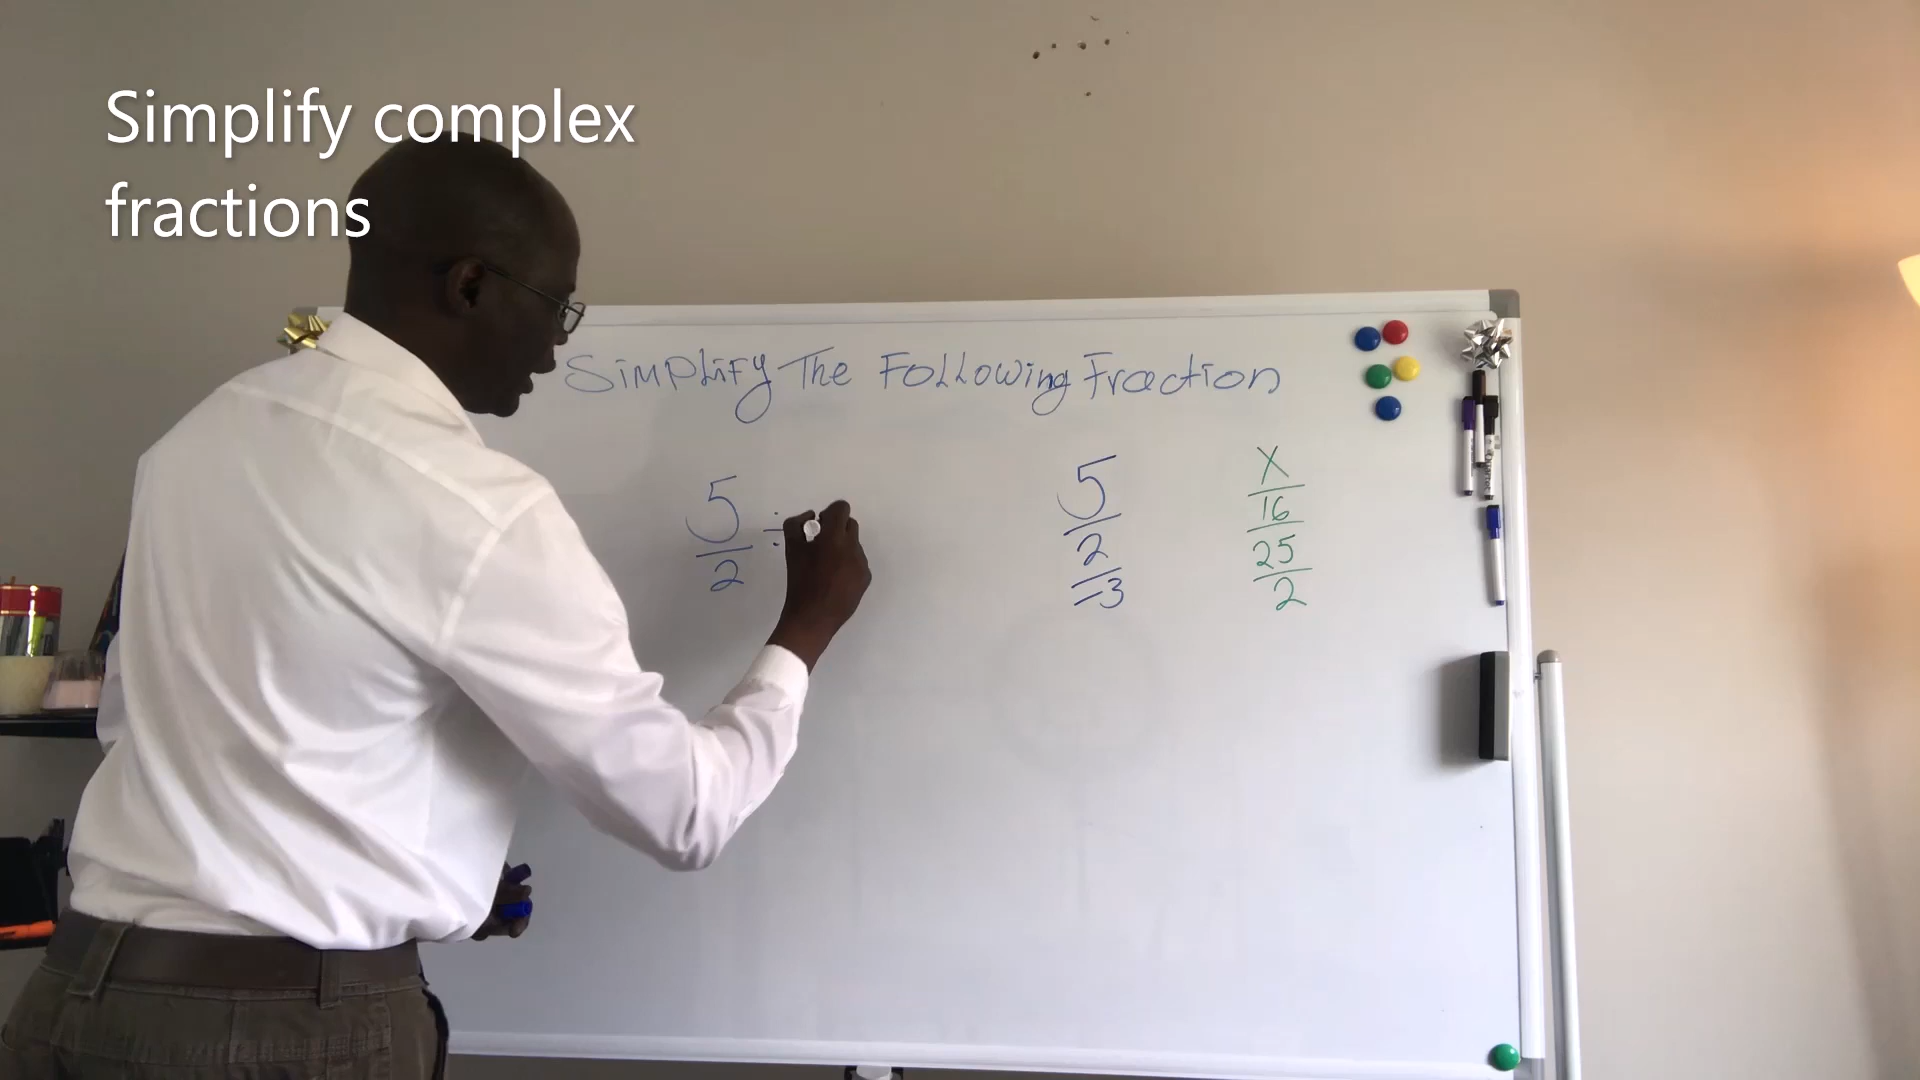 Simplify complex
fractions
Simplify The Following Fraction
5
2
÷
5
2
-3
X
16
25
2